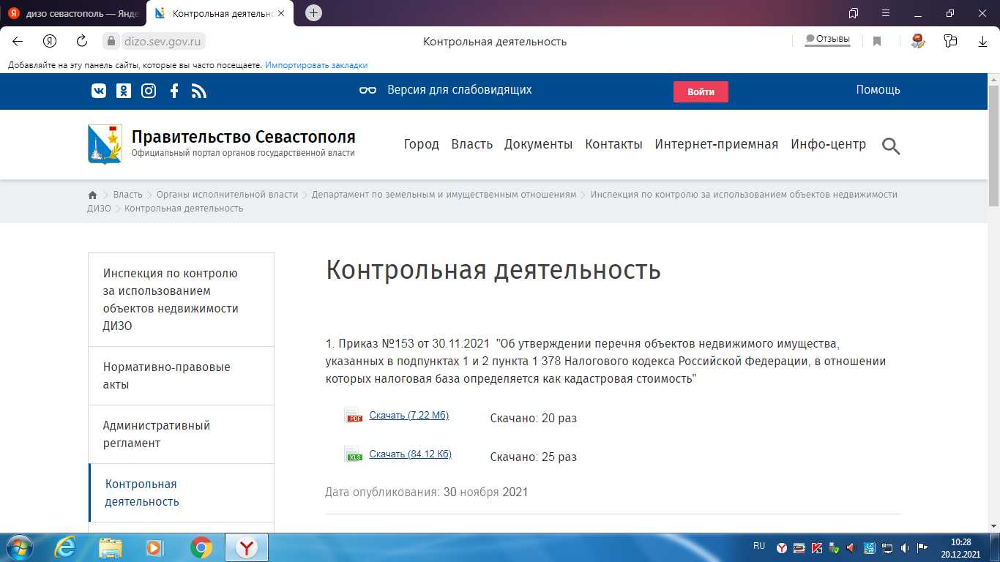 дизо севастополь — Янде
Контрольная деятельнс
dizo.sev.gov.ru
Контрольная деятельность
Отзывы
Добавляйте на эту панель сайты, которые вы часто посещаете. Импортировать закладки
Версия для слабовидящих
Войти
Помощь
Правительство Севастополя
Официальный портал органов государственной власти
Город Власть Документы Контакты Интернет-приемная Инфо-центр
Власть Органы исполнительной власти Департамент по земельным и имущественным отношениям Инспекция по контролю за использованием объектов недвижимости
ДИЗО Контрольная деятельность
Инспекция по контролю
за использованием
объектов недвижимости
ДИЗО
Нормативно-правовые
акты
Административный
регламент
Контрольная
деятельность
Контрольная деятельность
1. Приказ №153 от 30.11.2021 "Об утверждении перечня объектов недвижимого имущества,
указанных в подпунктах 1 и 2 пункта 1 378 Налогового кодекса Российской Федерации, в отношении
которых налоговая база определяется как кадастровая стоимость"
PDF Скачать (7.22 Мб) Скачано: 20 раз
XLS Скачать (84.12 Кб) Скачано: 25 раз
Дата опубликования: 30 ноября 2021
RU
10:28
20.12.2021